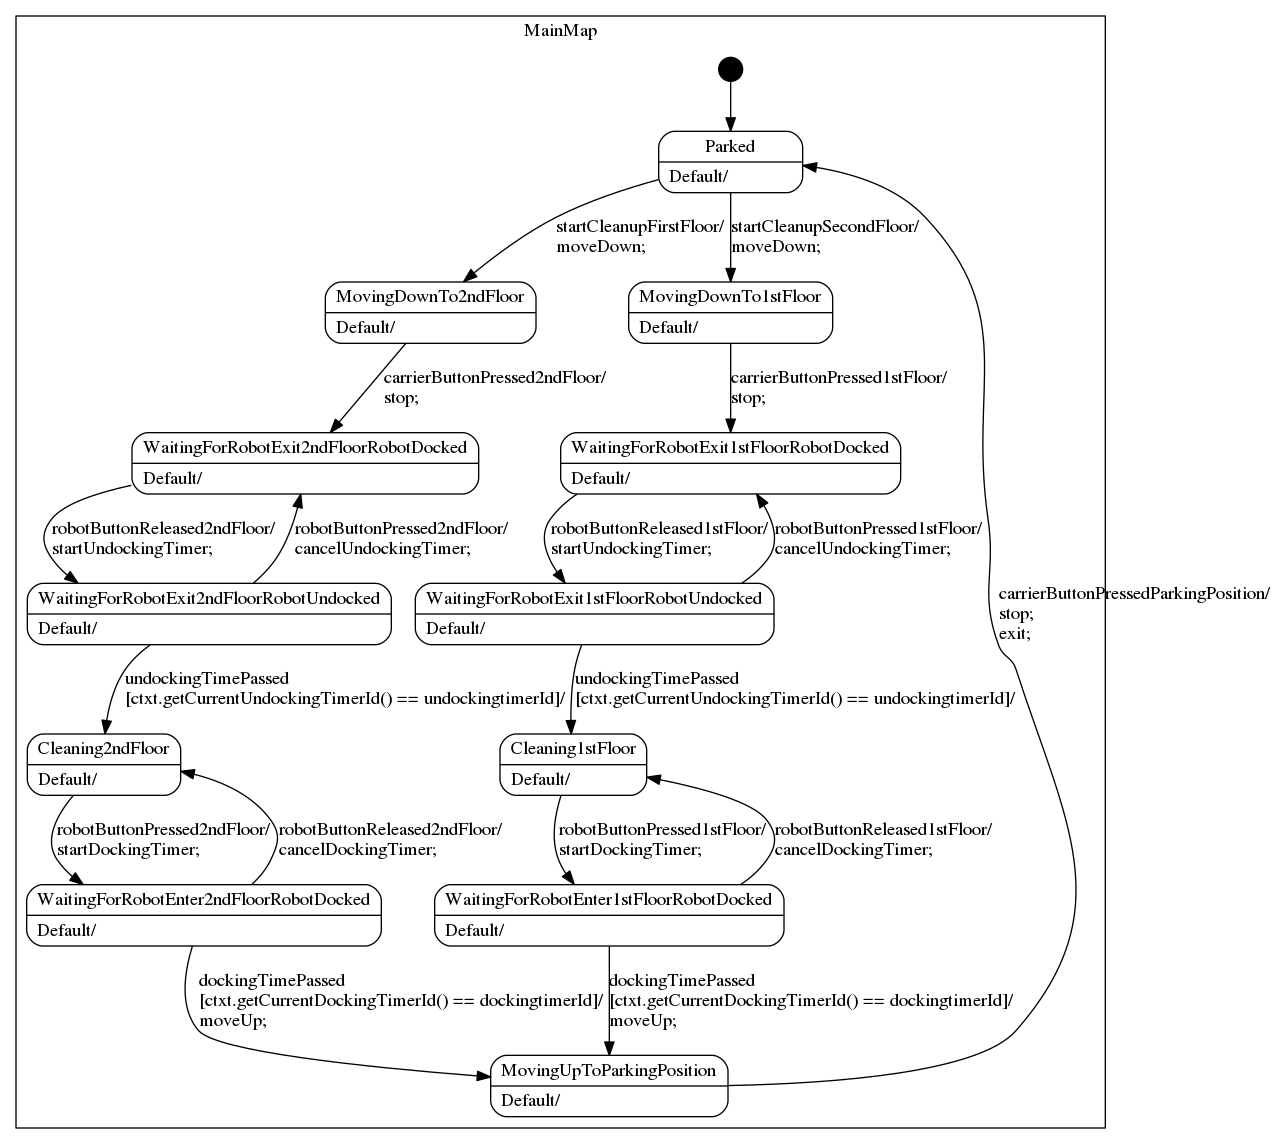 MainMap
Parked
Default/
startCleanupFirstFloor/
moveDown;
startCleanupSecondFloor/
moveDown;
MovingDownTo2ndFloor
Default/
MovingDownTo1stFloor
Default/
carrierButtonPressed2ndFloor/
stop;
carrierButtonPressed1stFloor/
stop;
WaitingForRobotExit2ndFloorRobotDocked
Default/
WaitingForRobotExit1stFloorRobotDocked
Default/
robotButtonReleased2ndFloor/
startUndockingTimer;
robotButtonPressed2ndFloor/
cancelUndockingTimer;
robotButtonReleased1stFloor/
startUndockingTimer;
robotButtonPressed1stFloor/
cancelUndockingTimer;
WaitingForRobotExit2ndFloorRobotUndocked
Default/
WaitingForRobotExit1stFloorRobotUndocked
Default/
carrierButtonPressedParkingPosition/
stop;
exit;
undockingTimePassed
[ctxt.getCurrentUndockingTimerId() == undockingtimerId]/
undockingTimePassed
[ctxt.getCurrentUndockingTimerId() == undockingtimerId]/
Cleaning2ndFloor
Default/
Cleaning1stFloor
Default/
robotButtonPressed2ndFloor/
startDockingTimer;
robotButtonReleased2ndFloor/
cancelDockingTimer;
robotButtonPressed1stFloor/
startDockingTimer;
robotButtonReleased1stFloor/
cancelDockingTimer;
WaitingForRobotEnter2ndFloorRobotDocked
Default/
WaitingForRobotEnter1stFloorRobotDocked
Default/
dockingTimePassed
[ctxt.getCurrentDockingTimerId() == dockingtimerId]/
moveUp;
dockingTimePassed
[ctxt.getCurrentDockingTimerId() == dockingtimerId]/
moveUp;
MovingUpToParkingPosition
Default/